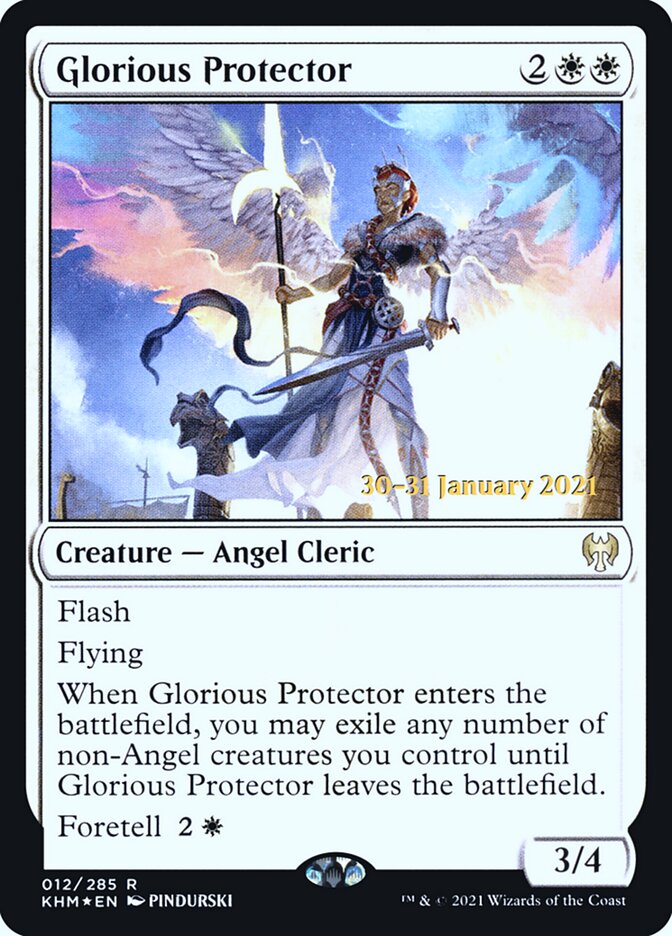 Glorious Protector 2
30–31 January 2021
Creature — Angel Cleric
Flash
Flying
When Glorious Protector enters the
battlefield, you may exile any number of
non-Angel creatures you control until
Glorious Protector leaves the battlefield.
Foretell 2
3/4
012/285 R
KHM★EN PINDURSKI
™ & © 2021 Wizards of the Coast